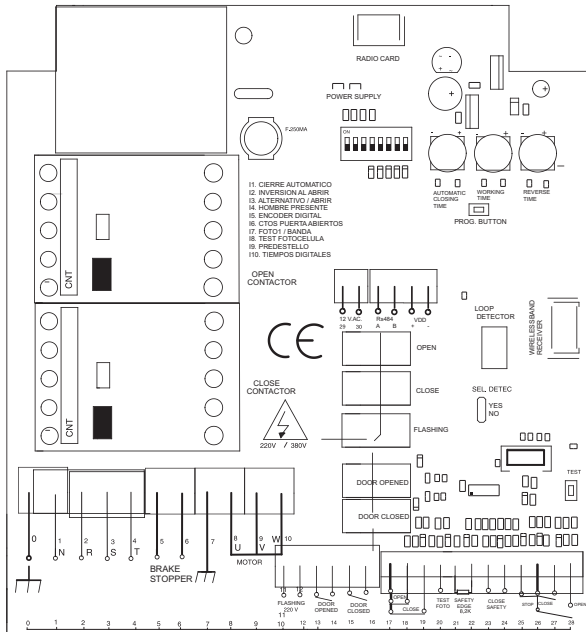 RADIO CARD
POWER SUPPLY
F.250MA
ON
AUTOMATIC CLOSING TIME
WORKING TIME
REVERSE TIME
PROG. BUTTON
I1. CIERRE AUTOMATICO
I2. INVERSION AL ABRIR
I3. ALTERNATIVO / ABRIR
I4. HOMBRE PRESENTE
I5. ENCODER DIGITAL
I6. CTOS PUERTA ABIERTOS
I7. FOTO1 / BANDA
I8. TEST FOTOCELULA
I9. PREDESTELLO
I10. TIEMPOS DIGITALES
CNT
OPEN CONTACTOR
12 V.AC.
Rs484
VDD
29 30 A B + -
LOOP DETECTOR
WIRELESSBAND RECEIVER
OPEN
CLOSE
FLASHING
DOOR OPENED
DOOR CLOSED
SEL. DETEC
YES
NO
TEST
CE
CNT
CLOSE CONTACTOR
220V / 380V
0 1 2 3 4 5 6 7 8 9 10
N R S T U V W
BRAKE STOPPER
MOTOR
11 12
FLASHING 220 V
DOOR OPENED
DOOR CLOSED
OPEN
CLOSE
TEST FOTO
SAFETY EDGE 8,2K
CLOSE SAFETY
STOP
CLOSE
OPEN
0 1 2 3 4 5 6 7 8 9 10 11 12 13 14 15 16 17 18 19 20 21 22 23 24 25 26 27 28